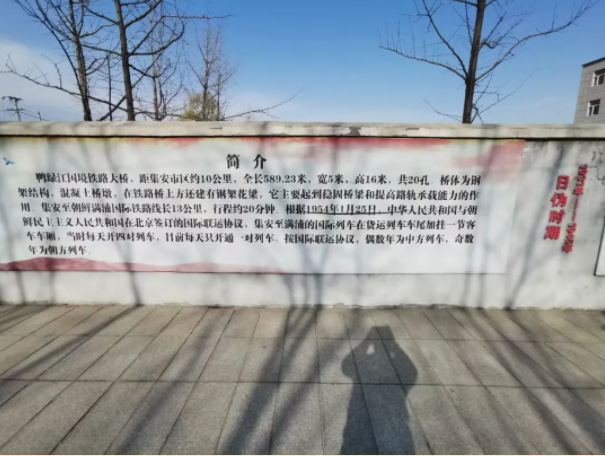 简 介
鸭绿江国境铁路大桥，距集安市区约10公里，全长589.23米，宽5米，高16米，共20孔 桥体为钢
架结构，混凝土桥墩，在铁路桥上方还建有钢架花梁，它主要起到稳固桥梁和提高路轨承载能力的作
用。集安至朝鲜满浦国际铁路线长13公里，行程约20分钟。根据1954年1月25日，中华人民共和国与朝
鲜民主主义人民共和国在北京签订的国际联运协议，集安至满浦的国际列车在货运列车车尾加挂一节客
车车厢，当时每天开四对列车，目前每天只开通一对列车。按国际联运协议，偶数年为中方列车，奇数
年为朝方列车。
日伪时期